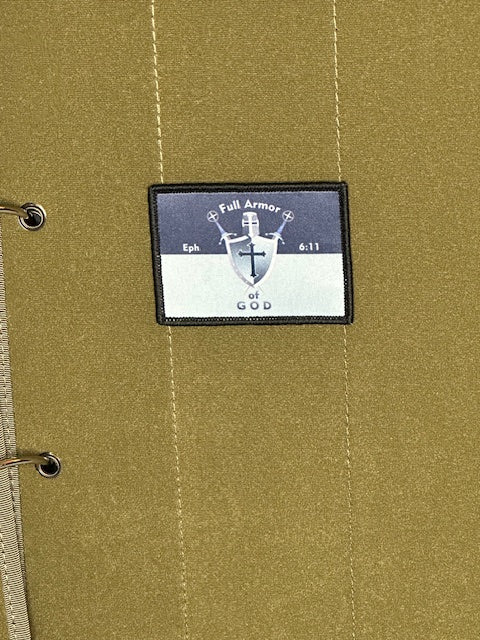 Full Armor
Eph 6:11
of
GOD